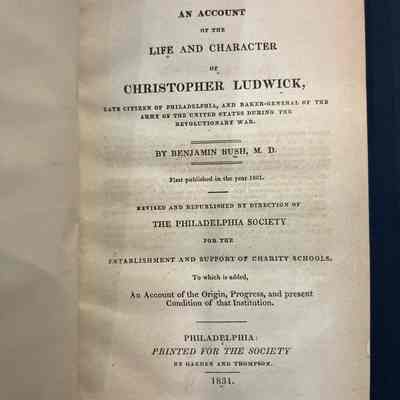 AN ACCOUNT
OF THE
LIFE AND CHARACTER
OF
CHRISTOPHER LUDWICK,
LATE CITIZEN OF PHILADELPHIA, AND BAKER-GENERAL OF THE
ARMY OF THE UNITED STATES DURING THE
REVOLUTIONARY WAR.
BY BENJAMIN RUSH, M. D.
First published in the year 1801.
REVISED AND REPUBLISHED BY DIRECTION OF
THE PHILADELPHIA SOCIETY
FOR THE
ESTABLISHMENT AND SUPPORT OF CHARITY SCHOOLS.
To which is added,
An Account of the Origin, Progress, and present
Condition of that Institution.
PHILADELPHIA:
PRINTED FOR THE SOCIETY
BY GARDEN AND THOMPSON.
1831.